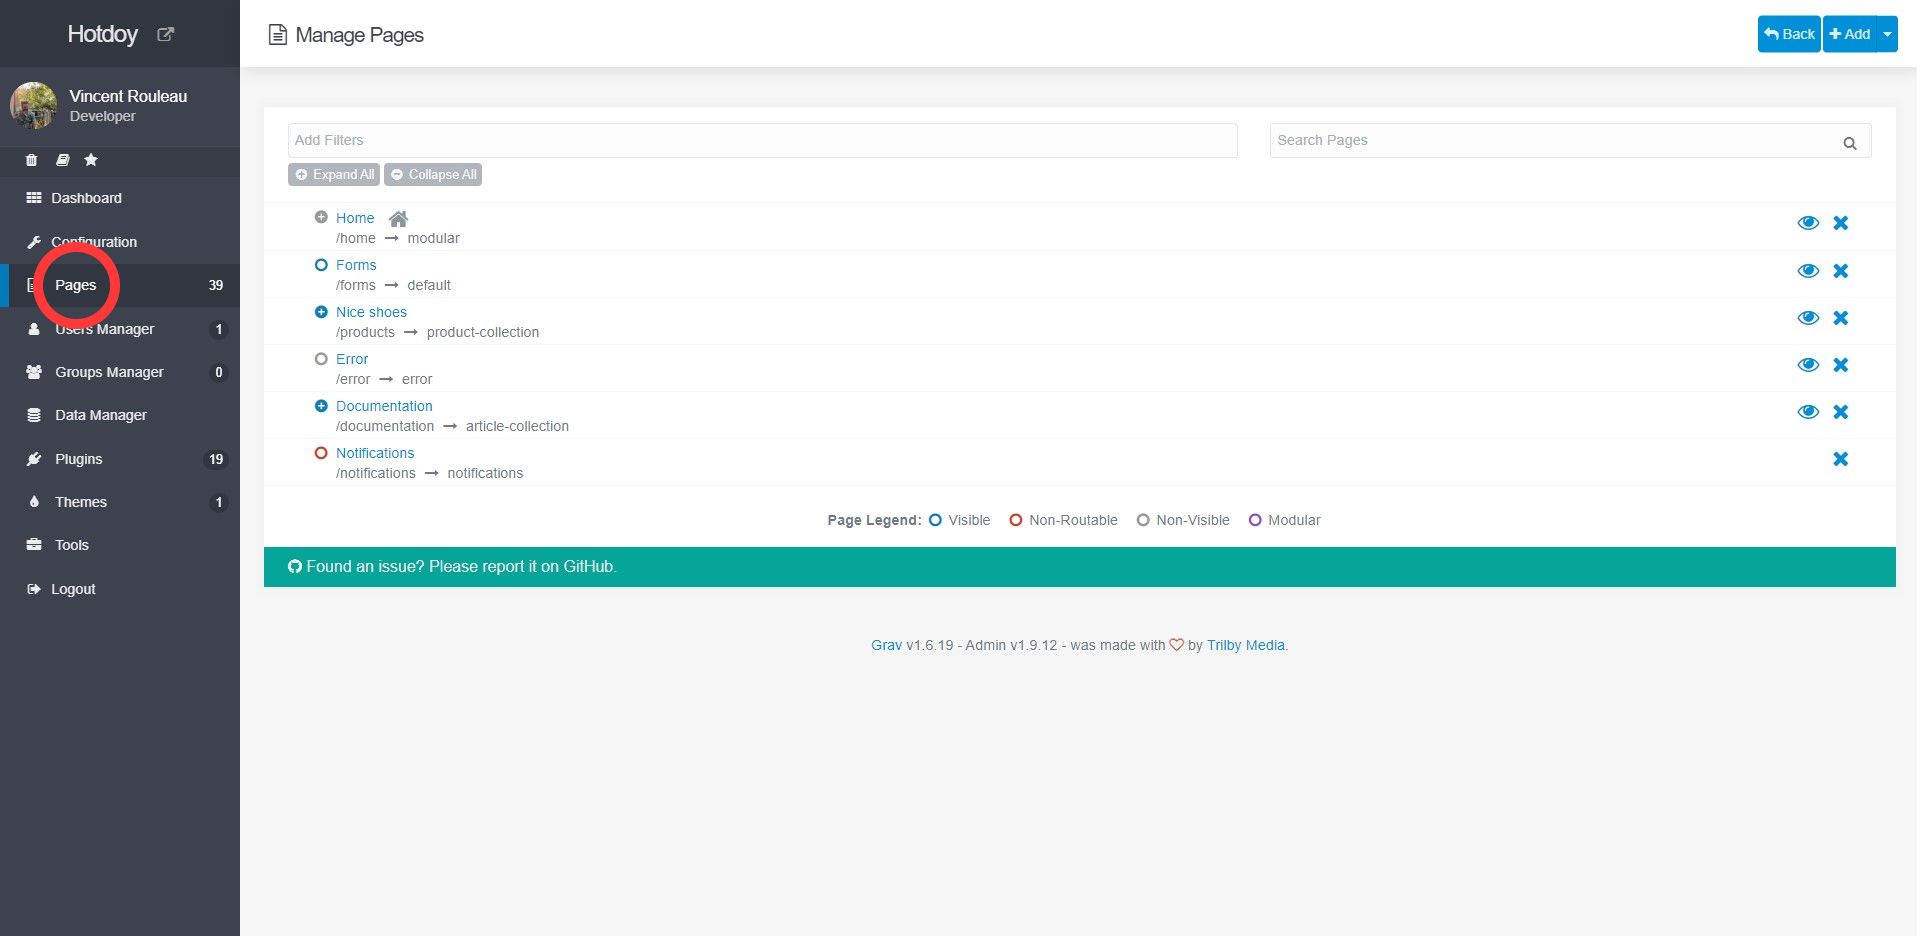 Hotdoy
Vincent Rouleau
Developer
Dashboard
Configuration
Pages 39
Users Manager 1
Groups Manager 0
Data Manager
Plugins 19
Themes 1
Tools
Logout
Manage Pages
Back Add
Add Filters
Search Pages
Expand All Collapse All
Home
/home → modular
Forms
/forms → default
Nice shoes
/products → product-collection
Error
/error → error
Documentation
/documentation → article-collection
Notifications
/notifications → notifications
Page Legend: Visible Non-Routable Non-Visible Modular
Found an issue? Please report it on GitHub.
Grav v1.6.19 - Admin v1.9.12 - was made with ♡ by Trilby Media.